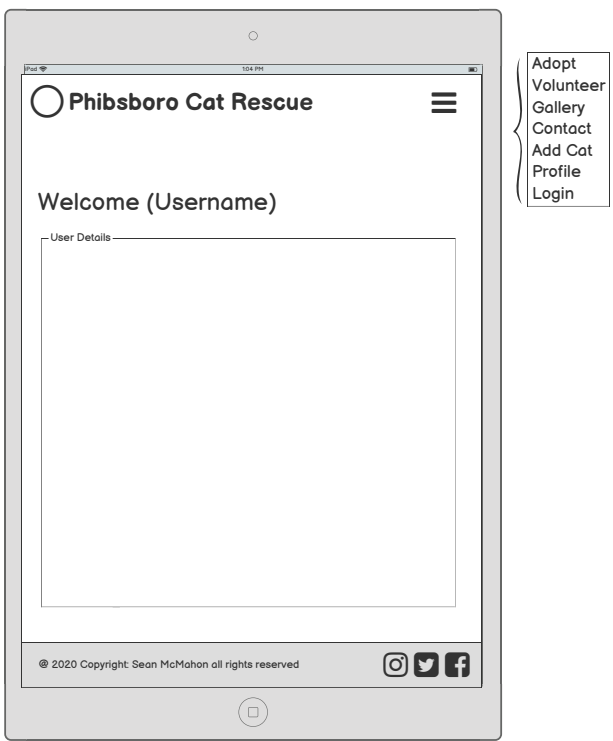 iPad 1:04 PM
Phibsboro Cat Rescue
Welcome (Username)
User Details
@ 2020 Copyright: Sean McMahon all rights reserved
Adopt
Volunteer
Gallery
Contact
Add Cat
Profile
Login